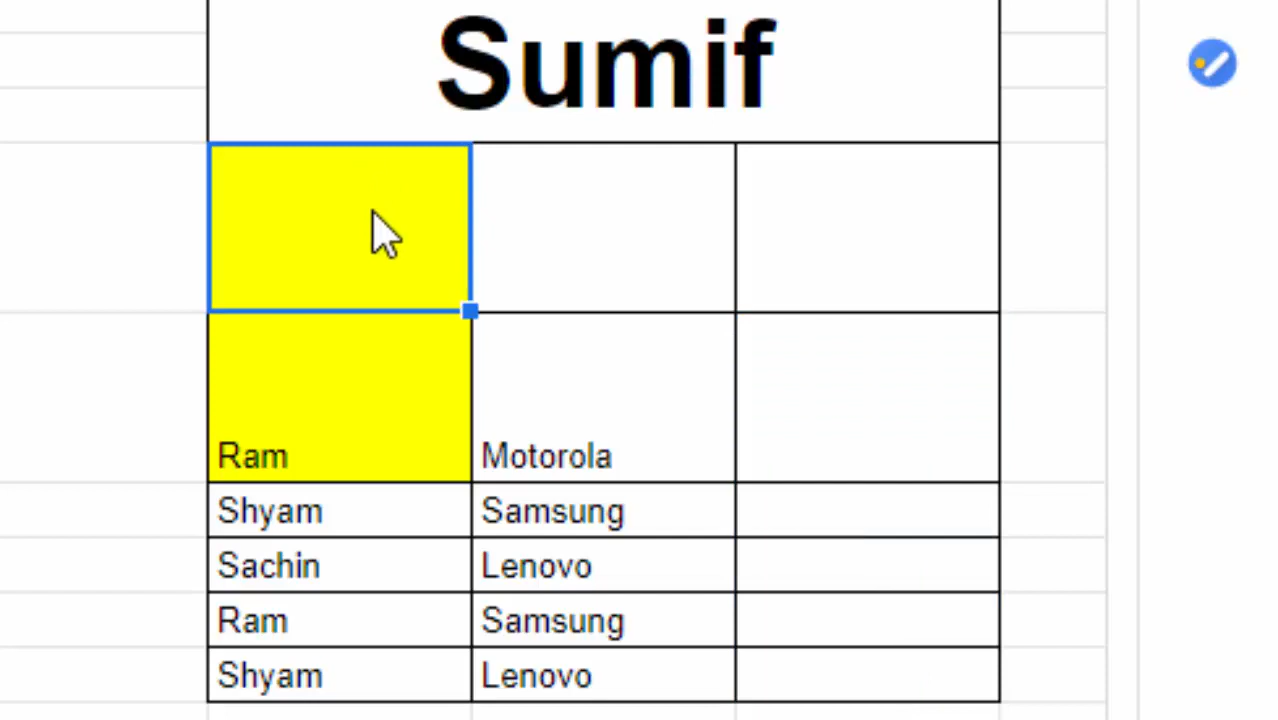 Sumif
Ram Motorola
Shyam Samsung
Sachin Lenovo
Ram Samsung
Shyam Lenovo